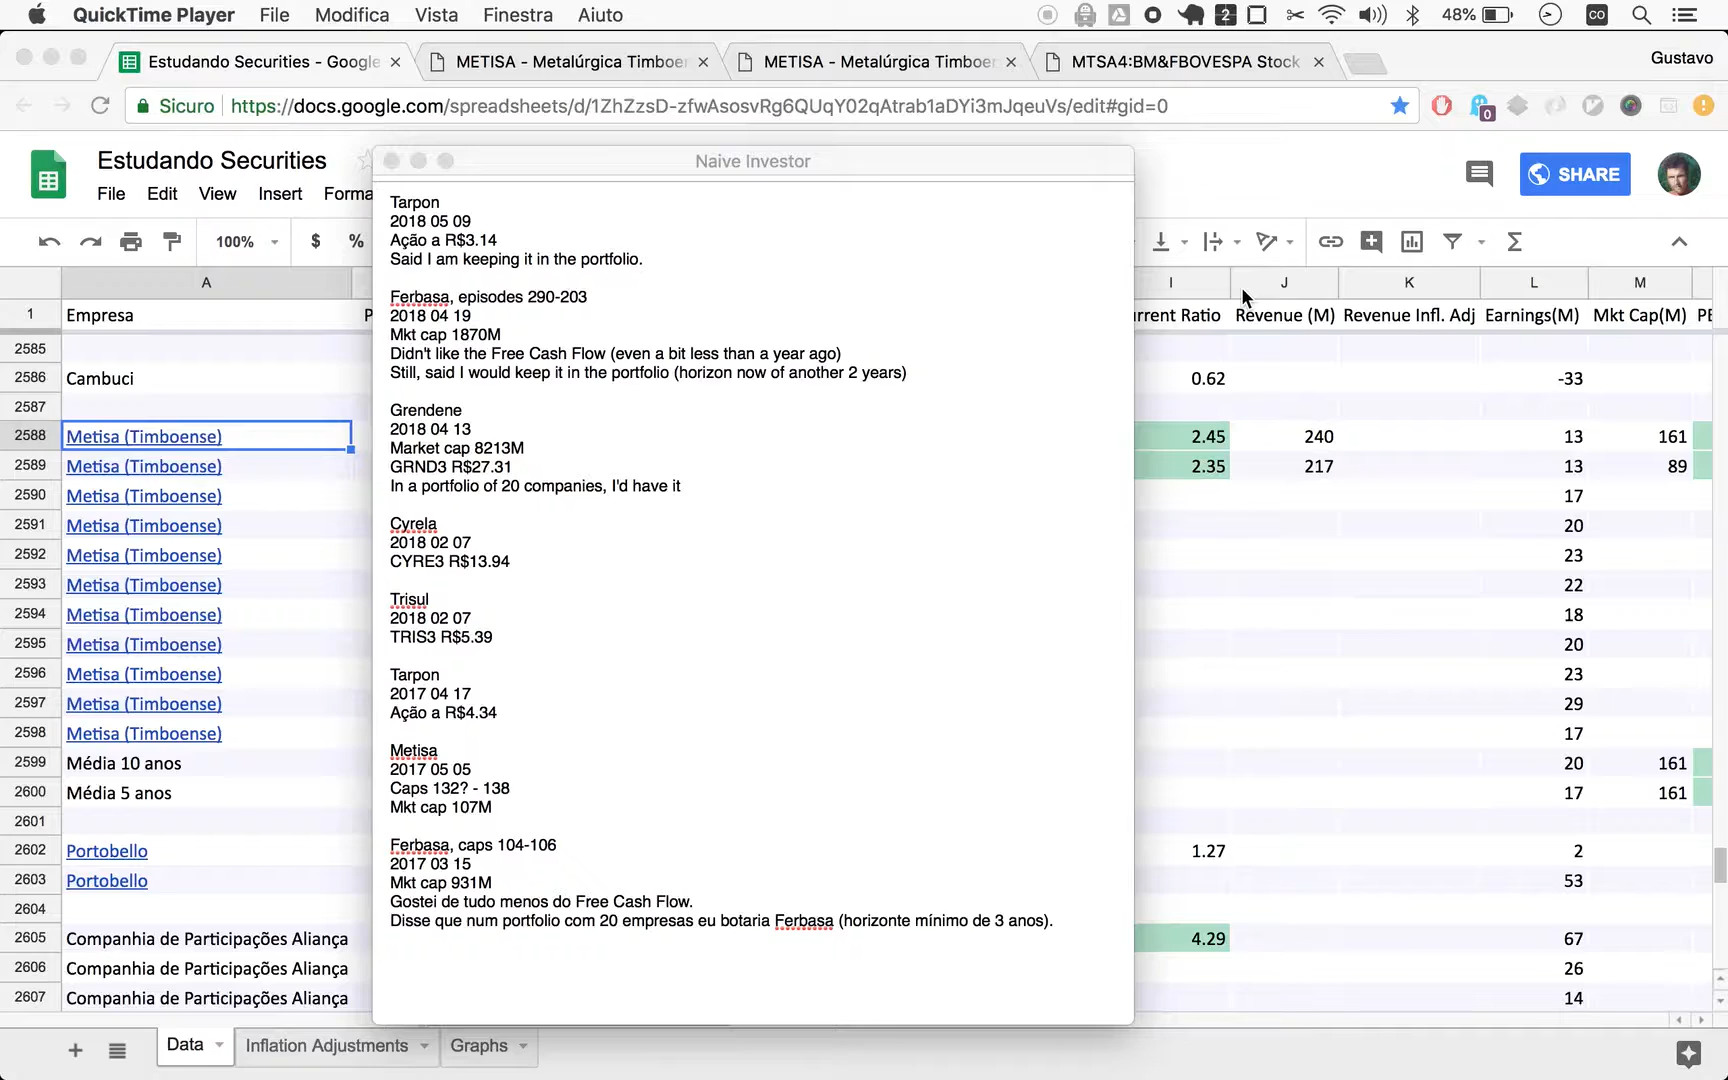 QuickTime Player File Modifica Vista Finestra Aiuto 2 48% CO
Estudando Securities - Google METISA - Metalúrgica Timboen METISA - Metalúrgica Timboen MTSA4:BM&FBOVESPA Stock Gustavo
Sicuro https://docs.google.com/spreadsheets/d/1ZhZzsD-zfwAsosvRg6QUqY02qAtrab1aDYi3mJqeuVs/edit#gid=0 0
Estudando Securities
File Edit View Insert Forma
SHARE
100% $ %
Naive Investor
Tarpon
2018 05 09
Ação a R$3.14
Said I am keeping it in the portfolio.
Ferbasa, episodes 290-203
2018 04 19
Mkt cap 1870M
Didn't like the Free Cash Flow (even a bit less than a year ago)
Still, said I would keep it in the portfolio (horizon now of another 2 years)
Grendene
2018 04 13
Market cap 8213M
GRND3 R$27.31
In a portfolio of 20 companies, I'd have it
Cyrela
2018 02 07
CYRE3 R$13.94
Trisul
2018 02 07
TRIS3 R$5.39
Tarpon
2017 04 17
Ação a R$4.34
Metisa
2017 05 05
Caps 132? - 138
Mkt cap 107M
Ferbasa, caps 104-106
2017 03 15
Mkt cap 931M
Gostei de tudo menos do Free Cash Flow.
Disse que num portfolio com 20 empresas eu botaria Ferbasa (horizonte mínimo de 3 anos).
A I J K L M
1 Empresa P rrent Ratio Revenue (M) Revenue Infl. Adj Earnings(M) Mkt Cap(M) PE
2585
2586 Cambuci 0.62 -33
2587
2588 Metisa (Timboense) 2.45 240 13 161
2589 Metisa (Timboense) 2.35 217 13 89
2590 Metisa (Timboense) 17
2591 Metisa (Timboense) 20
2592 Metisa (Timboense) 23
2593 Metisa (Timboense) 22
2594 Metisa (Timboense) 18
2595 Metisa (Timboense) 20
2596 Metisa (Timboense) 23
2597 Metisa (Timboense) 29
2598 Metisa (Timboense) 17
2599 Média 10 anos 20 161
2600 Média 5 anos 17 161
2601
2602 Portobello 1.27 2
2603 Portobello 53
2604
2605 Companhia de Participações Aliança 4.29 67
2606 Companhia de Participações Aliança 26
2607 Companhia de Participações Aliança 14
Data Inflation Adjustments Graphs